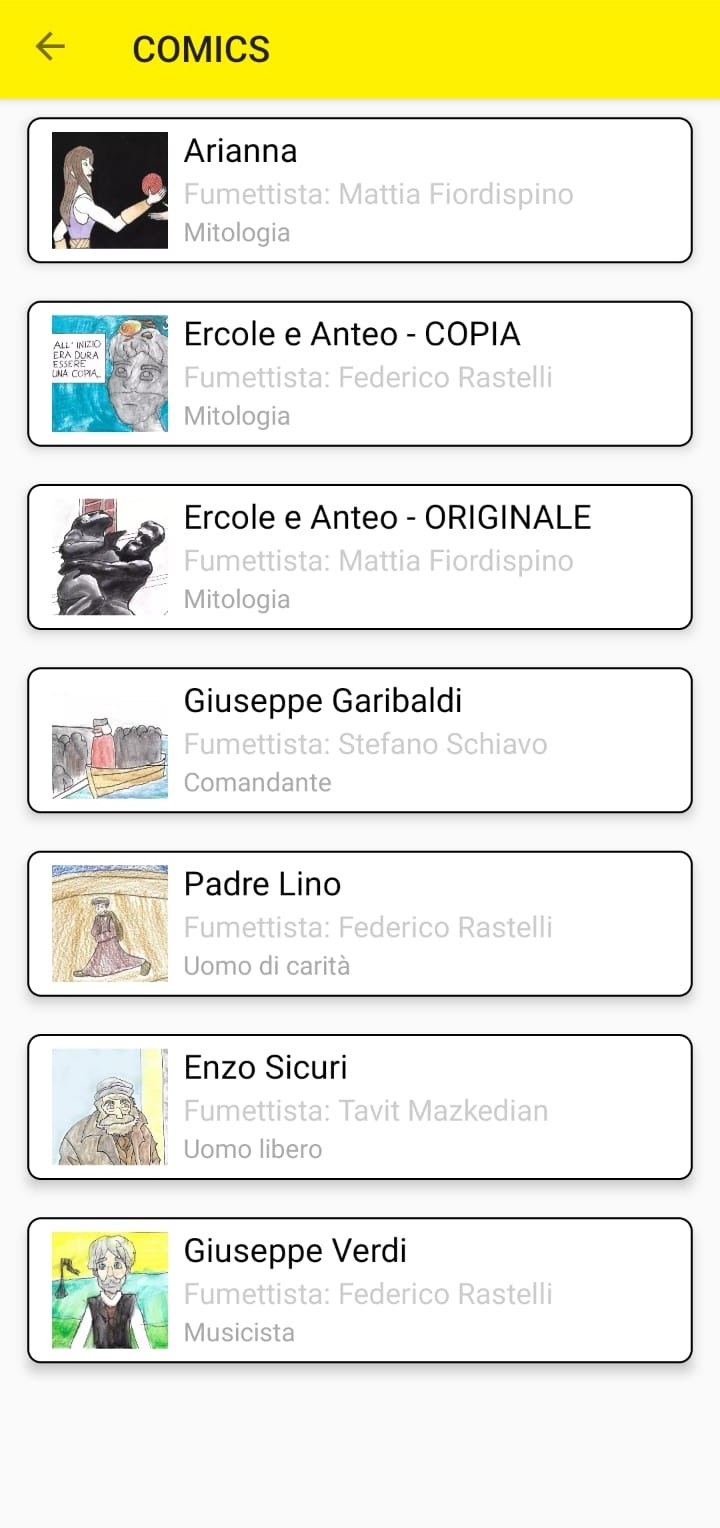 COMICS
Arianna
Fumettista: Mattia Fiordispino
Mitologia
ALL' INIZIO
ERA DURA
ESSERE
UNA COPIA...
Ercole e Anteo - COPIA
Fumettista: Federico Rastelli
Mitologia
Ercole e Anteo - ORIGINALE
Fumettista: Mattia Fiordispino
Mitologia
Giuseppe Garibaldi
Fumettista: Stefano Schiavo
Comandante
Padre Lino
Fumettista: Federico Rastelli
Uomo di carità
Enzo Sicuri
Fumettista: Tavit Mazkedian
Uomo libero
Giuseppe Verdi
Fumettista: Federico Rastelli
Musicista